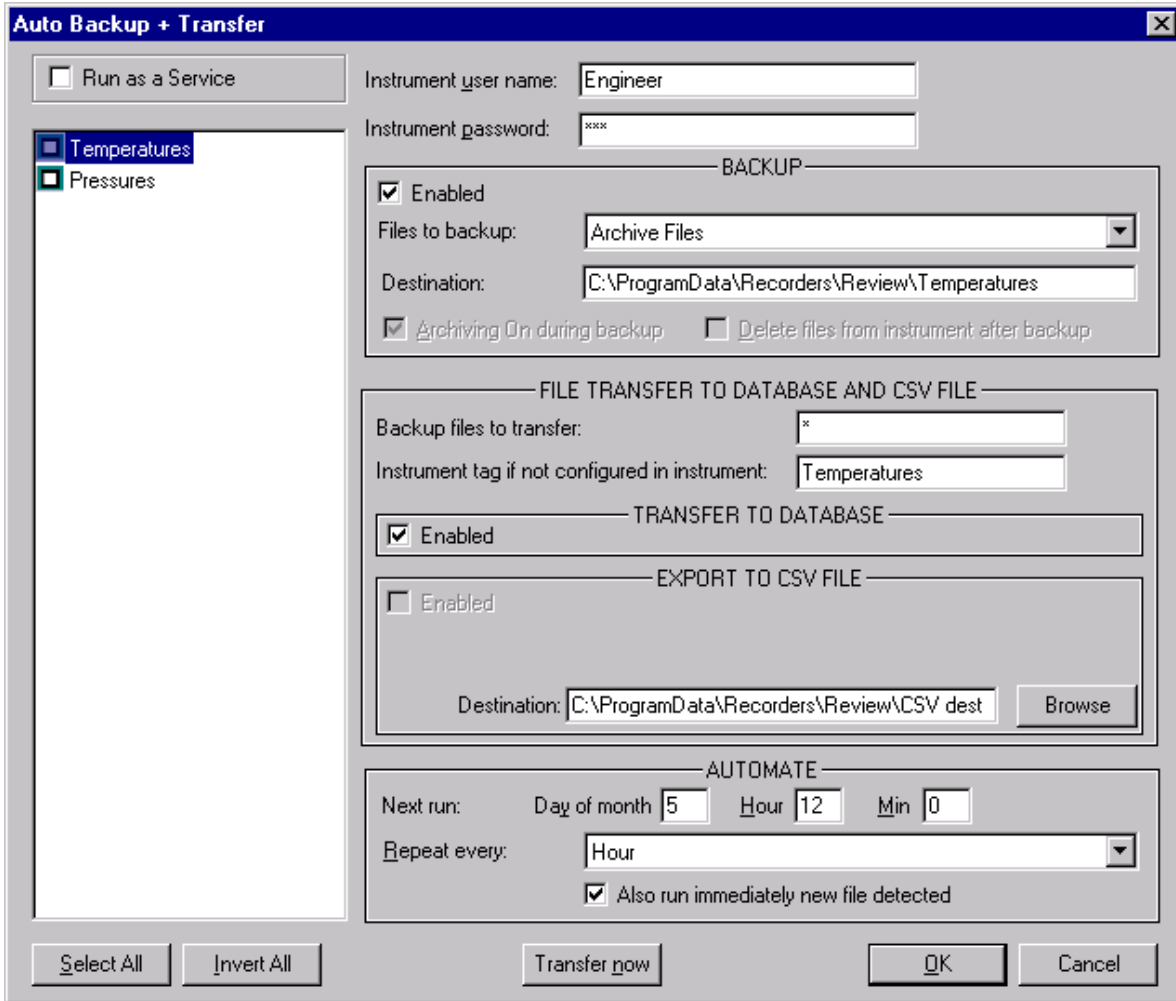 Auto Backup + Transfer
Run as a Service
Temperatures
Pressures
Instrument user name: Engineer
Instrument password: ***
BACKUP
Enabled
Files to backup: Archive Files
Destination: C:\ProgramData\Recorders\Review\Temperatures
Archiving On during backup Delete files from instrument after backup
FILE TRANSFER TO DATABASE AND CSV FILE
Backup files to transfer: *
Instrument tag if not configured in instrument: Temperatures
TRANSFER TO DATABASE
Enabled
EXPORT TO CSV FILE
Enabled
Destination: C:\ProgramData\Recorders\Review\CSV dest Browse
AUTOMATE
Next run: Day of month 5 Hour 12 Min 0
Repeat every: Hour
Also run immediately new file detected
Select All Invert All Transfer now OK Cancel